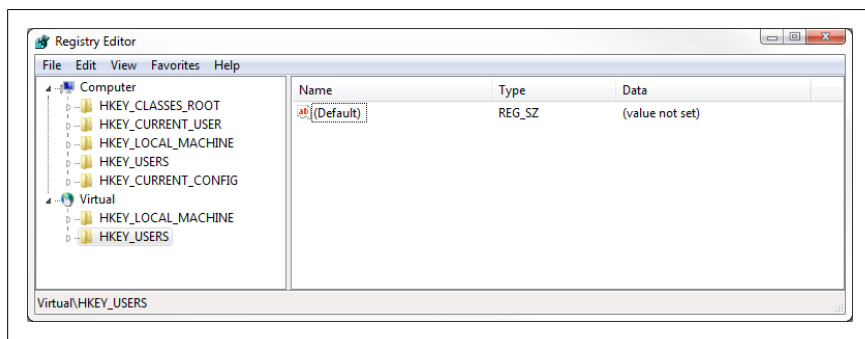 Registry Editor
File Edit View Favorites Help
Computer
HKEY_CLASSES_ROOT
HKEY_CURRENT_USER
HKEY_LOCAL_MACHINE
HKEY_USERS
HKEY_CURRENT_CONFIG
Virtual
HKEY_LOCAL_MACHINE
HKEY_USERS
Name Type Data
ab (Default) REG_SZ (value not set)
Virtual\HKEY_USERS